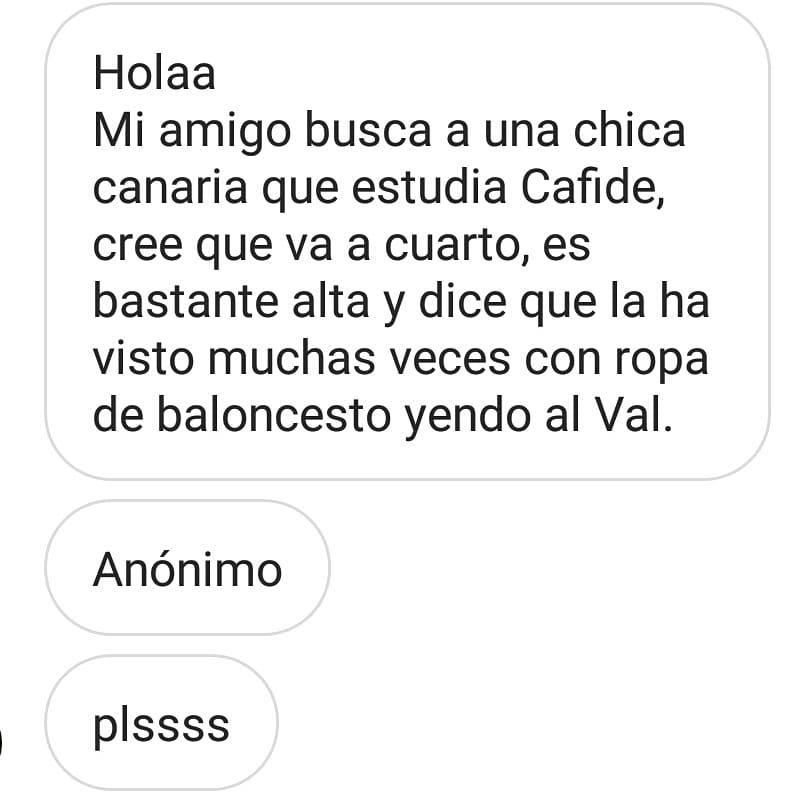 Holaa
Mi amigo busca a una chica
canaria que estudia Cafide,
cree que va a cuarto, es
bastante alta y dice que la ha
visto muchas veces con ropa
de baloncesto yendo al Val.
Anónimo
plssss